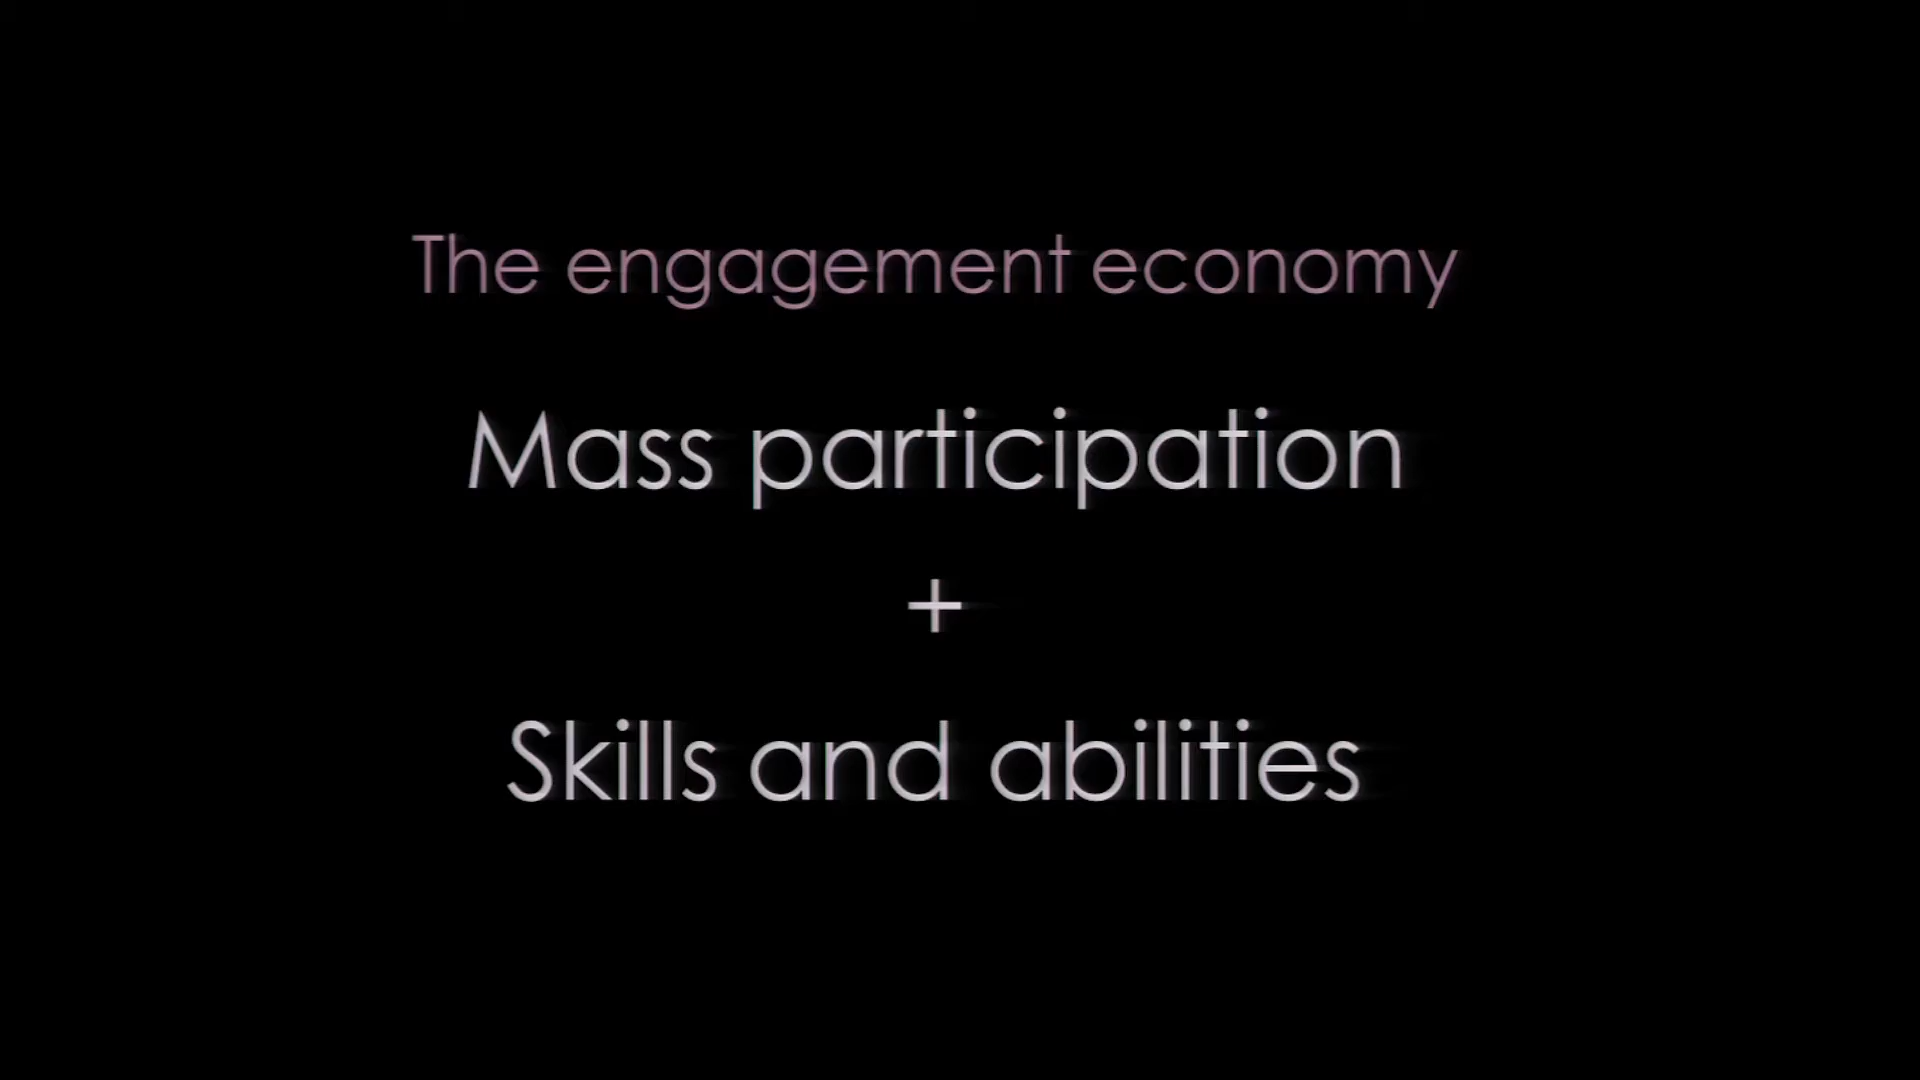 The engagement economy
Mass participation
+
Skills and abilities